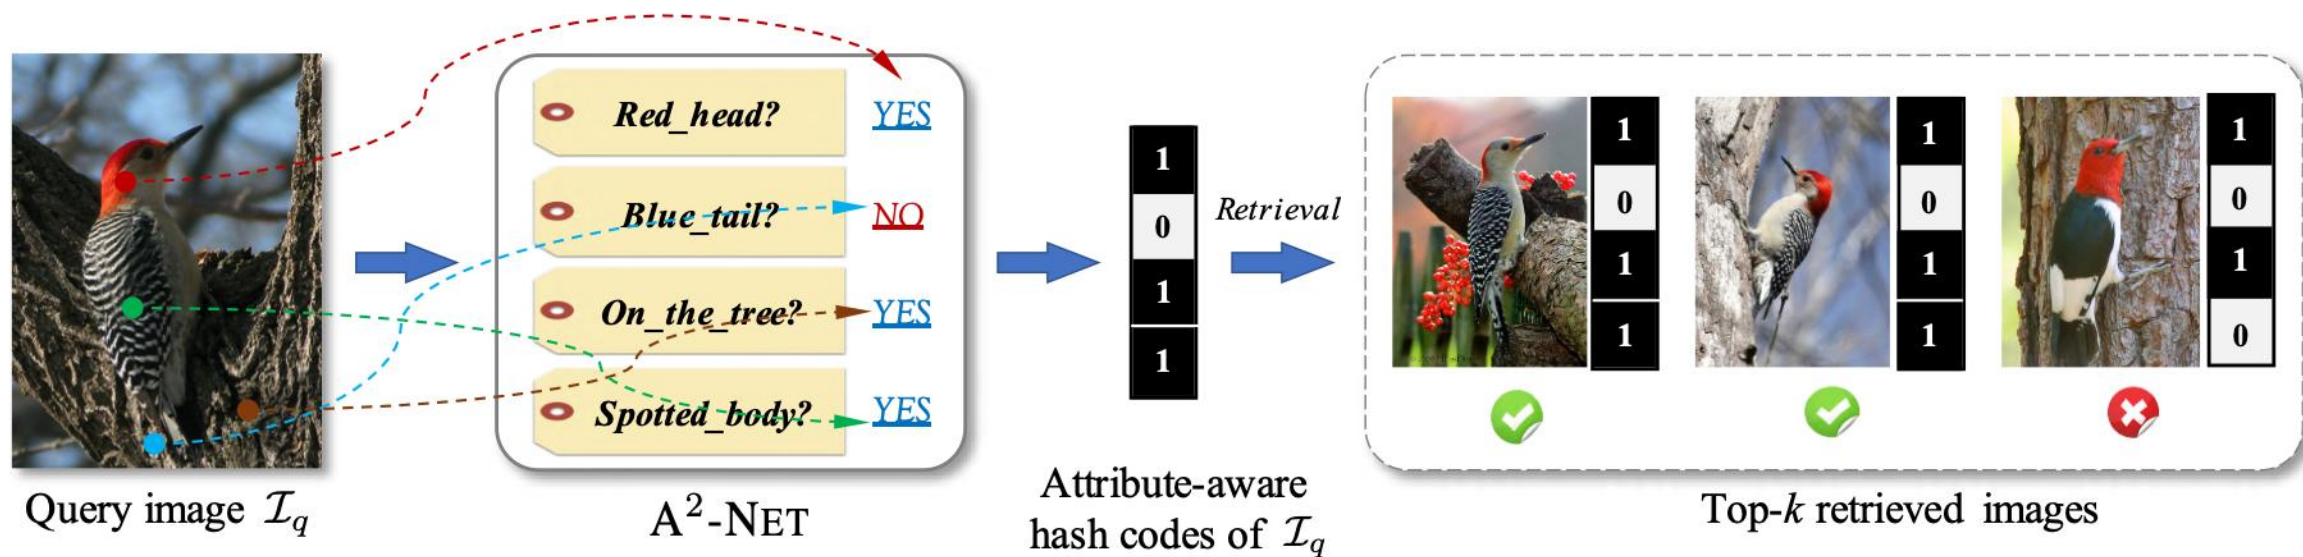 Red_head?
YES
Blue_tail?
NO
On_the_tree?
YES
Spotted_body?
YES
1
0
1
1
Retrieval
1
0
1
1
1
0
1
1
1
0
1
0
Query image 𝓘q
A²-NET
Attribute-aware
hash codes of 𝓘q
Top-k retrieved images